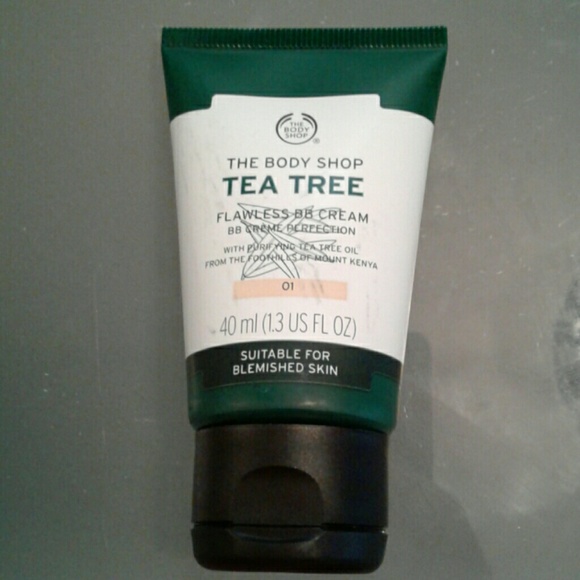 THE
BODY
SHOP
®
THE BODY SHOP
TEA TREE
FLAWLESS BB CREAM
BB CRÈME PERFECTION
WITH PURIFYING TEA TREE OIL
FROM THE FOOTHILLS OF MOUNT KENYA
01
40 ml (1.3 US FL OZ)
SUITABLE FOR
BLEMISHED SKIN